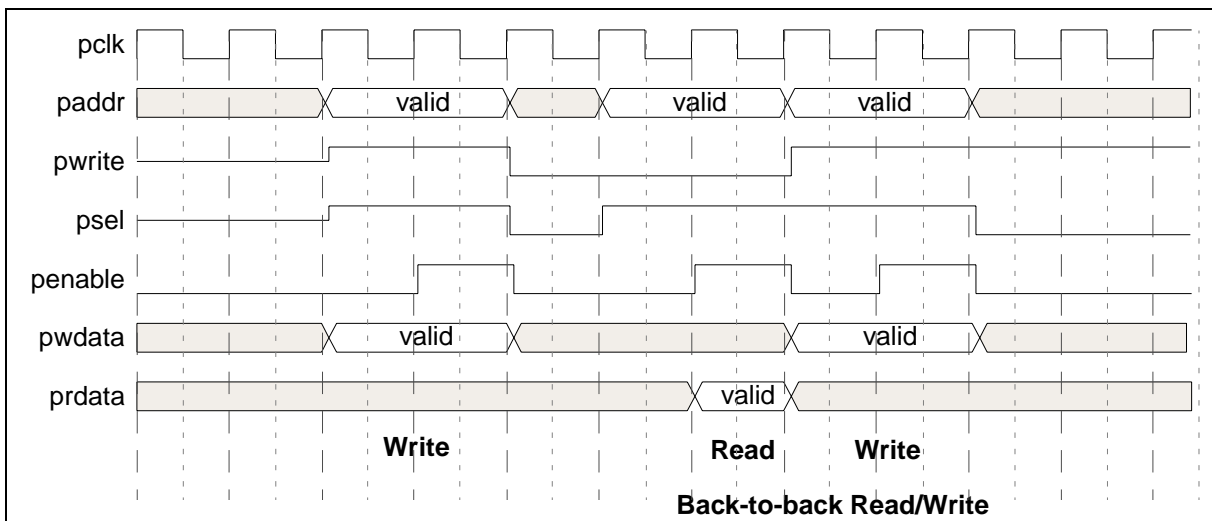 pclk
paddr valid valid valid
pwrite
psel
penable
pwdata valid valid
prdata valid
Write Read Write
Back-to-back Read/Write